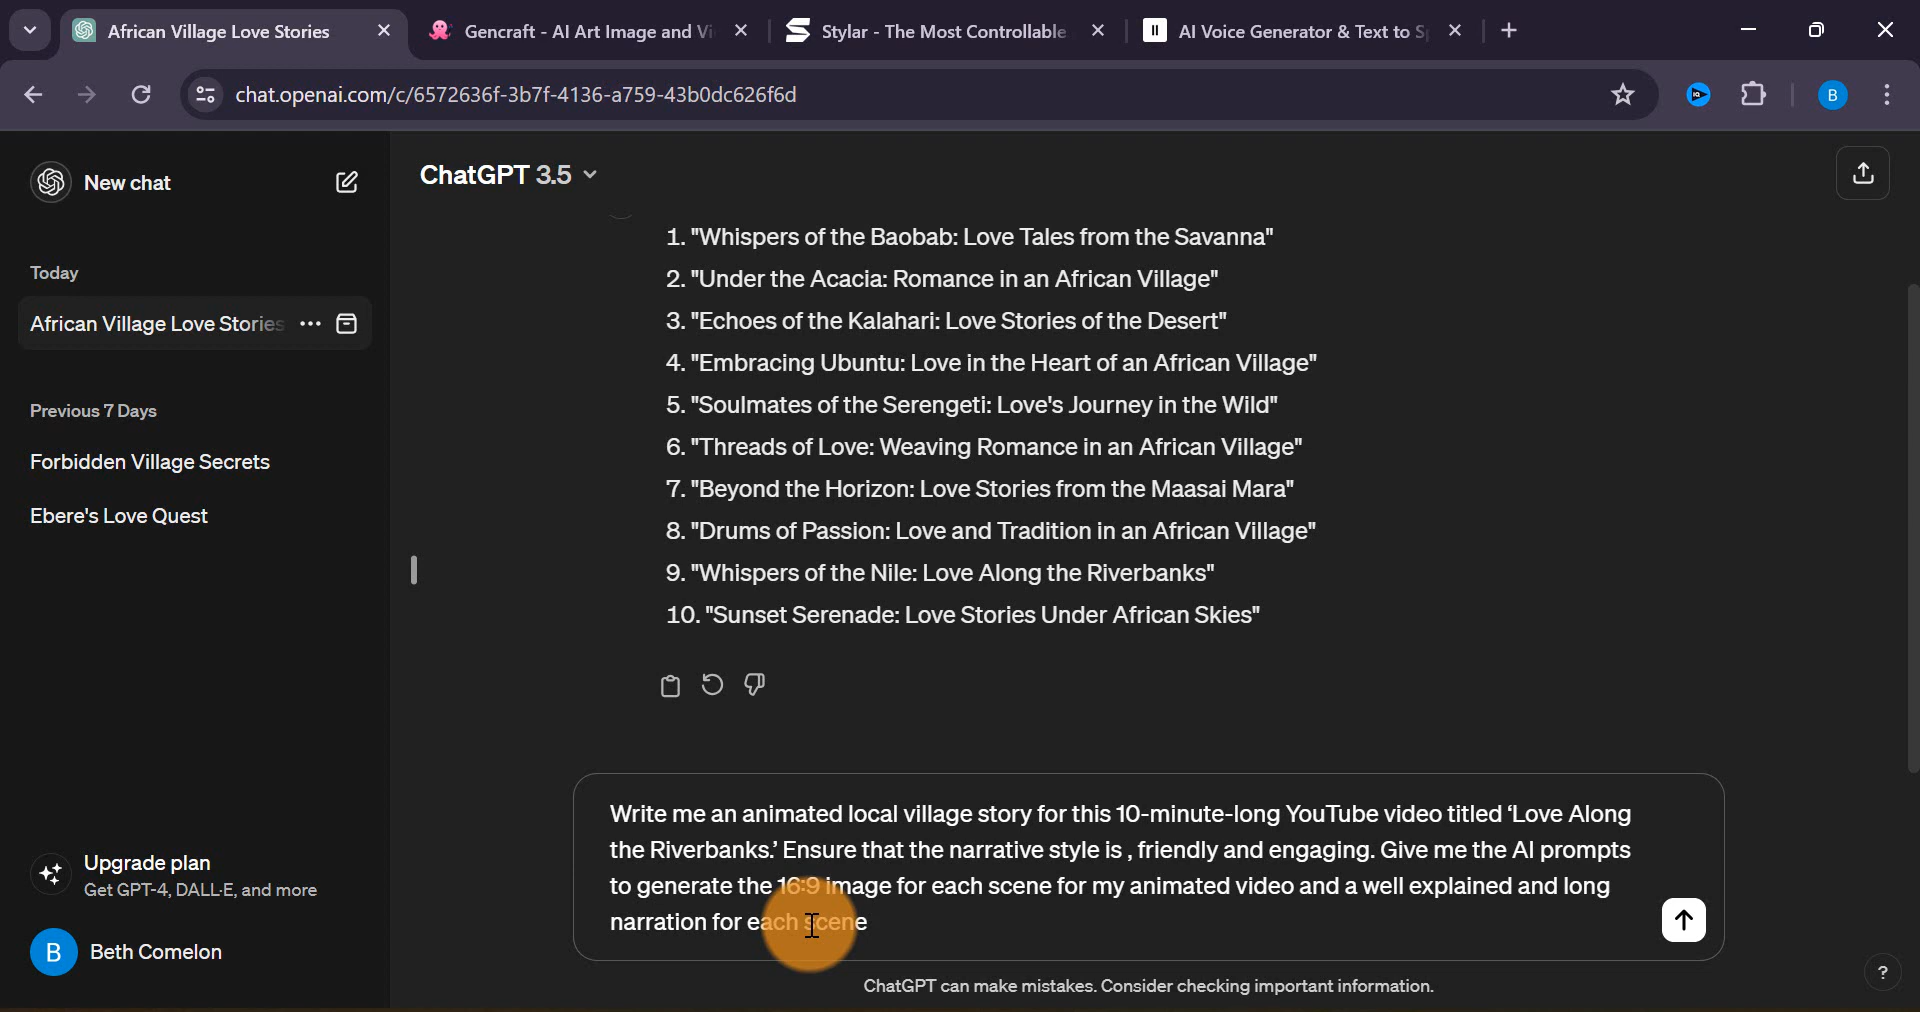 African Village Love Stories
Gencraft - AI Art Image and Vi
Stylar - The Most Controllable
AI Voice Generator & Text to S
chat.openai.com/c/6572636f-3b7f-4136-a759-43b0dc626f6d
B
New chat
Today
African Village Love Stories
Previous 7 Days
Forbidden Village Secrets
Ebere's Love Quest
Upgrade plan
Get GPT-4, DALL·E, and more
B
Beth Comelon
ChatGPT 3.5
1. "Whispers of the Baobab: Love Tales from the Savanna"
2. "Under the Acacia: Romance in an African Village"
3. "Echoes of the Kalahari: Love Stories of the Desert"
4. "Embracing Ubuntu: Love in the Heart of an African Village"
5. "Soulmates of the Serengeti: Love's Journey in the Wild"
6. "Threads of Love: Weaving Romance in an African Village"
7. "Beyond the Horizon: Love Stories from the Maasai Mara"
8. "Drums of Passion: Love and Tradition in an African Village"
9. "Whispers of the Nile: Love Along the Riverbanks"
10. "Sunset Serenade: Love Stories Under African Skies"
Write me an animated local village story for this 10-minute-long YouTube video titled ‘Love Along
the Riverbanks.’ Ensure that the narrative style is , friendly and engaging. Give me the AI prompts
to generate the 16:9 image for each scene for my animated video and a well explained and long
narration for each scene
ChatGPT can make mistakes. Consider checking important information.
?